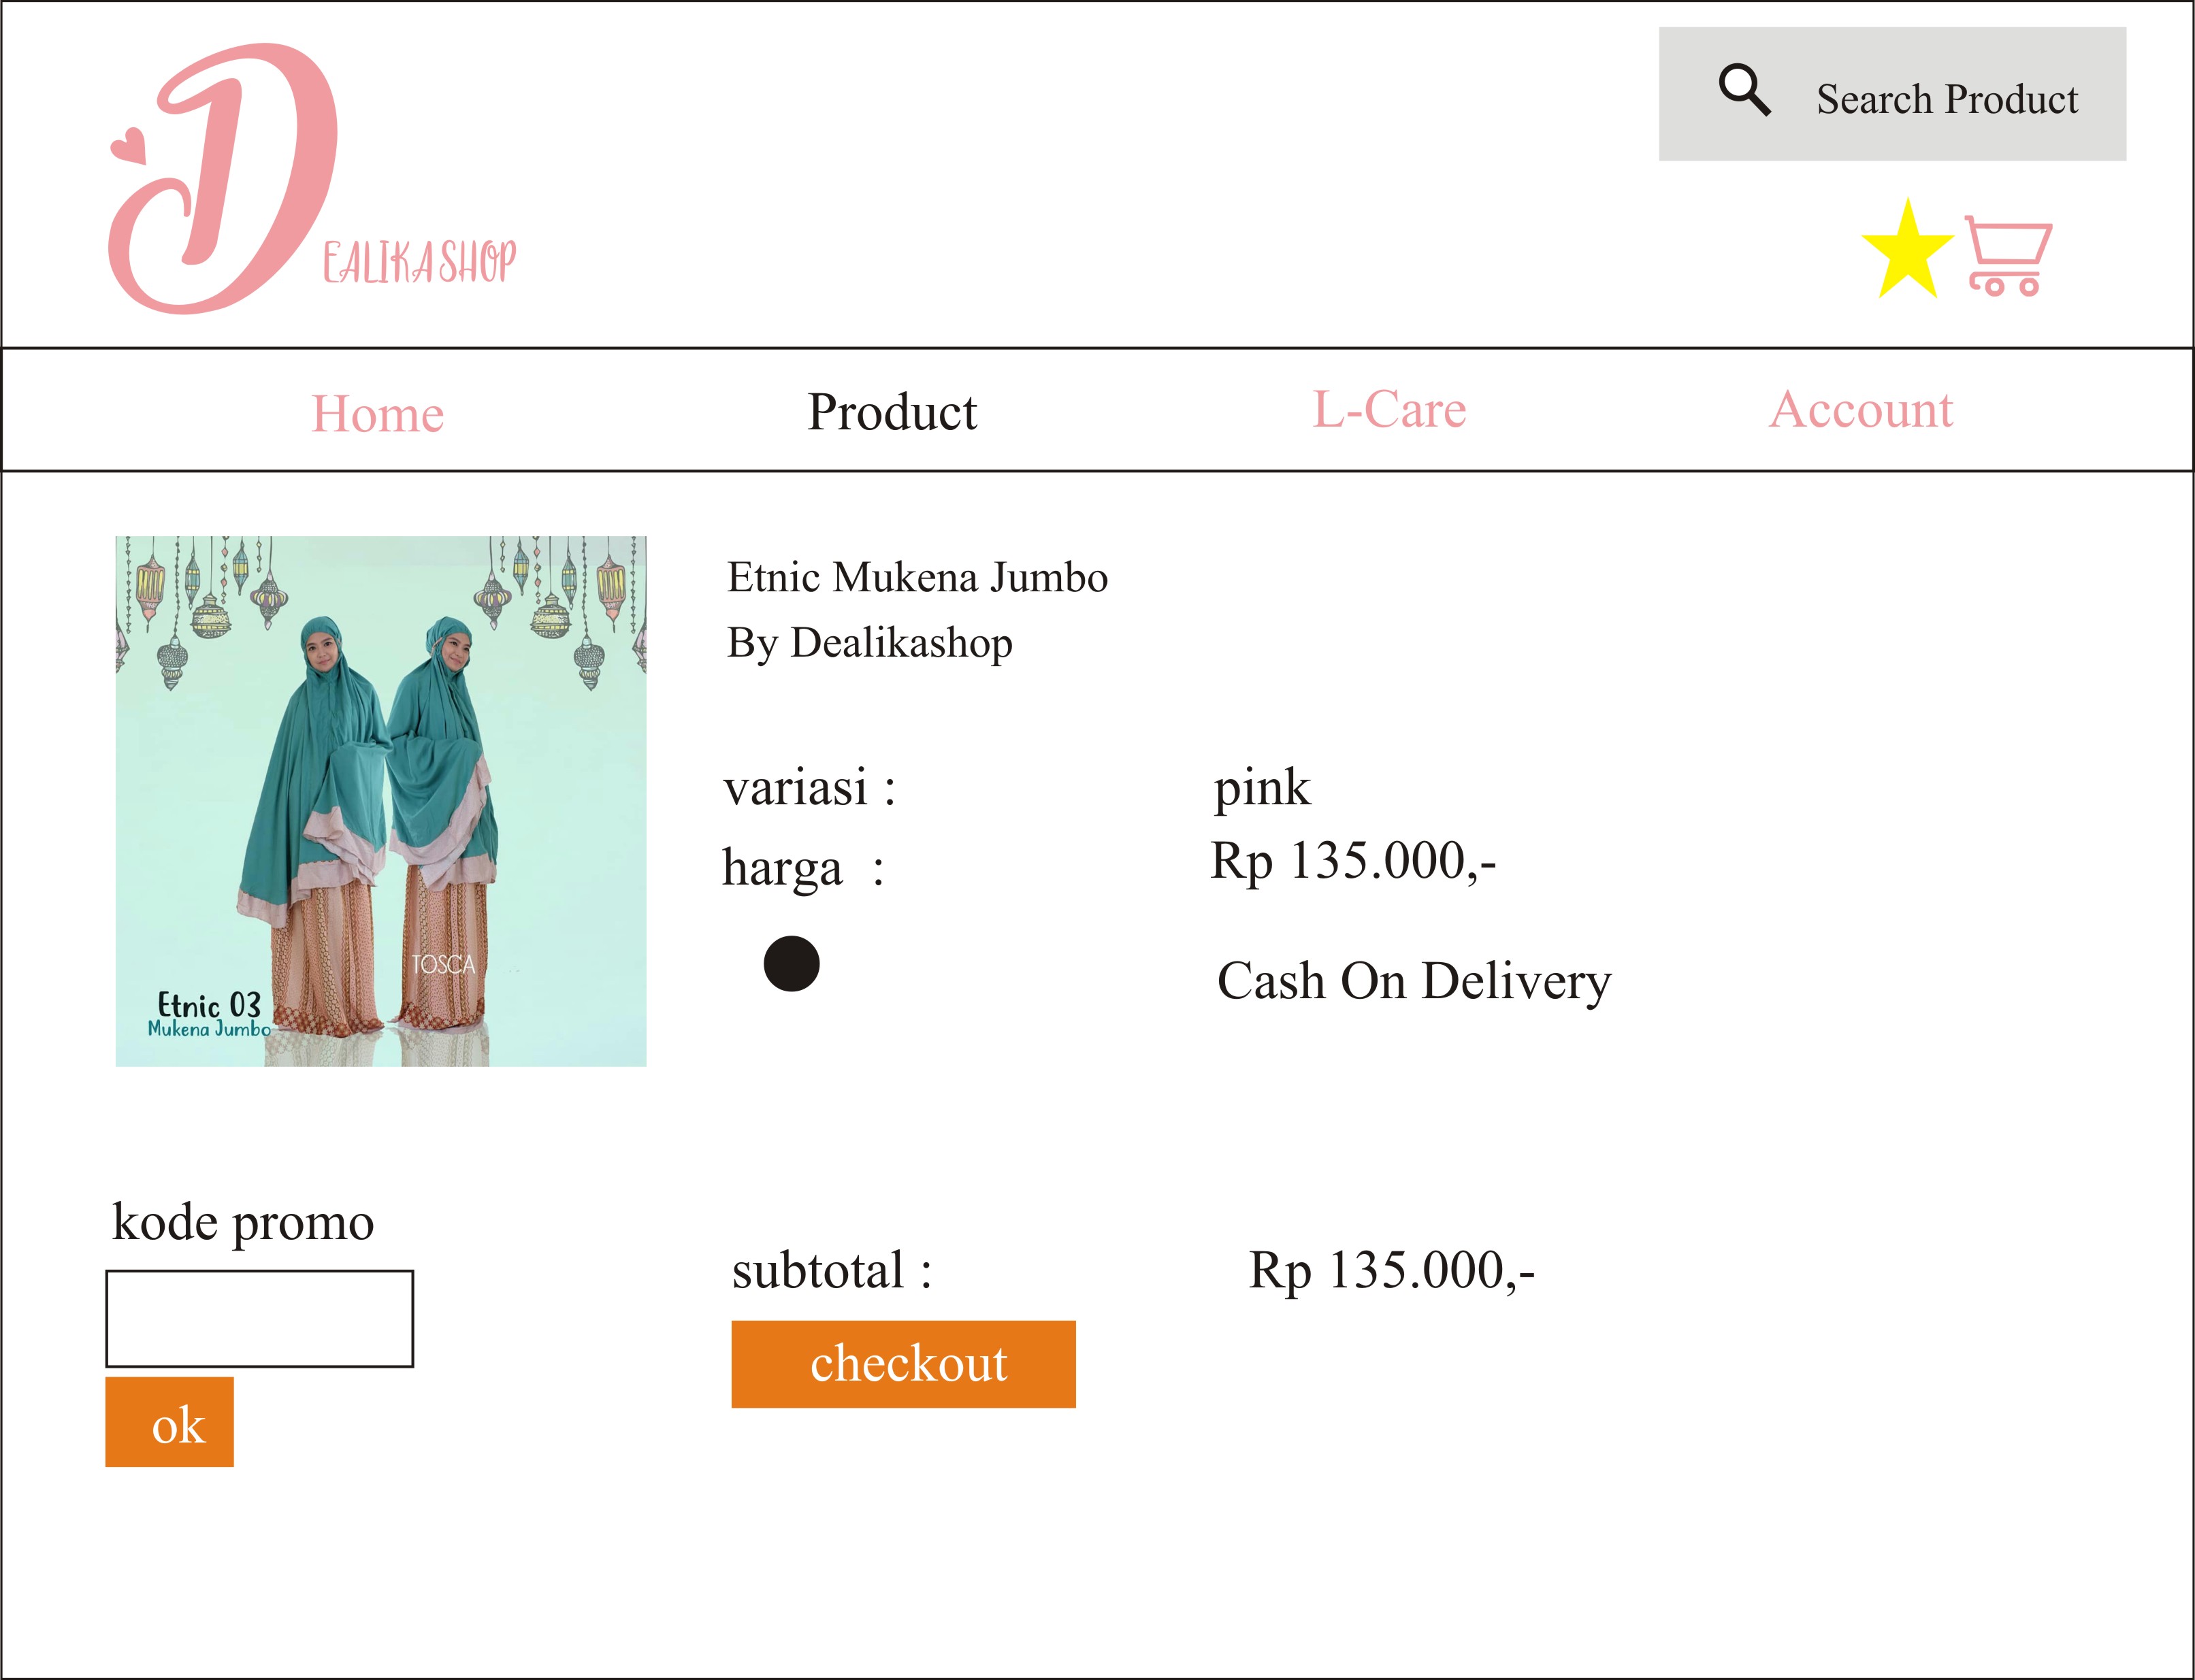 Search Product
DEALIKASHOP
Home Product L-Care Account
Etnic Mukena Jumbo
By Dealikashop
variasi : pink
harga : Rp 135.000,-
Cash On Delivery
TOSCA
Etnic 03
Mukena Jumbo
kode promo
subtotal : Rp 135.000,-
checkout
ok